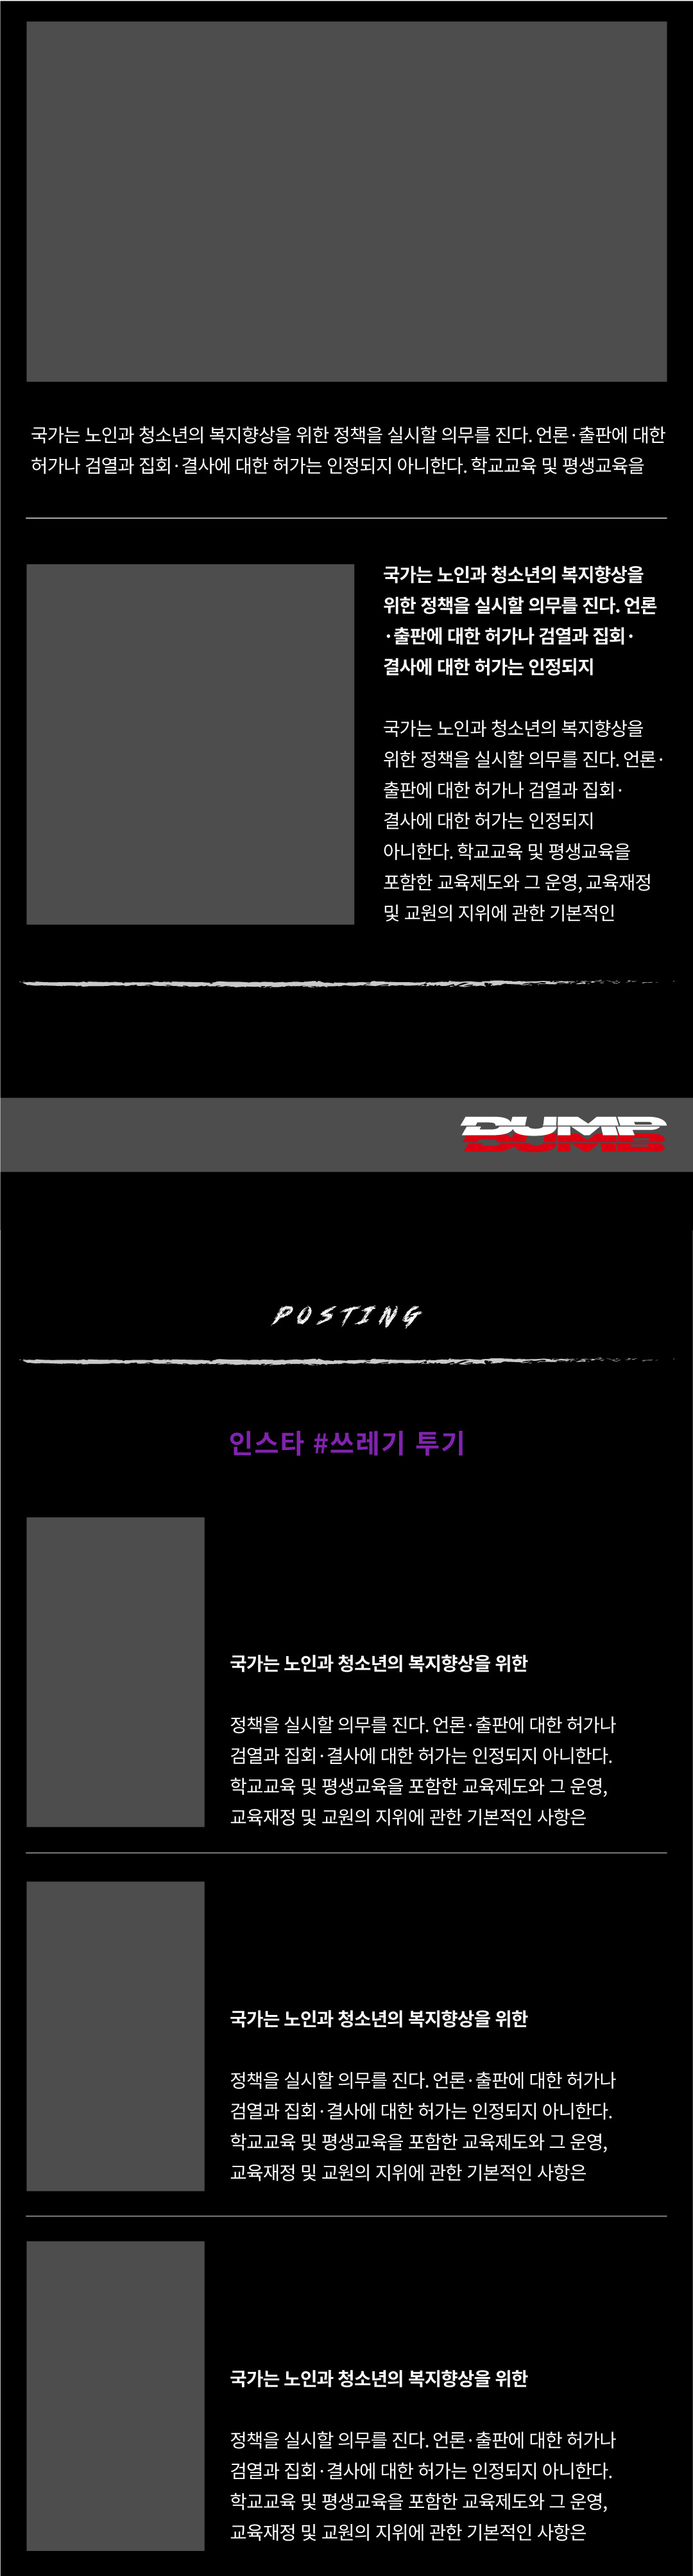 국가는 노인과 청소년의 복지향상을 위한 정책을 실시할 의무를 진다. 언론·출판에 대한
허가나 검열과 집회·결사에 대한 허가는 인정되지 아니한다. 학교교육 및 평생교육을
국가는 노인과 청소년의 복지향상을
위한 정책을 실시할 의무를 진다. 언론
·출판에 대한 허가나 검열과 집회·
결사에 대한 허가는 인정되지
국가는 노인과 청소년의 복지향상을
위한 정책을 실시할 의무를 진다. 언론·
출판에 대한 허가나 검열과 집회·
결사에 대한 허가는 인정되지
아니한다. 학교교육 및 평생교육을
포함한 교육제도와 그 운영, 교육재정
및 교원의 지위에 관한 기본적인
DUMP
DUMB
POSTING
인스타 #쓰레기 투기
국가는 노인과 청소년의 복지향상을 위한
정책을 실시할 의무를 진다. 언론·출판에 대한 허가나
검열과 집회·결사에 대한 허가는 인정되지 아니한다.
학교교육 및 평생교육을 포함한 교육제도와 그 운영,
교육재정 및 교원의 지위에 관한 기본적인 사항은
국가는 노인과 청소년의 복지향상을 위한
정책을 실시할 의무를 진다. 언론·출판에 대한 허가나
검열과 집회·결사에 대한 허가는 인정되지 아니한다.
학교교육 및 평생교육을 포함한 교육제도와 그 운영,
교육재정 및 교원의 지위에 관한 기본적인 사항은
국가는 노인과 청소년의 복지향상을 위한
정책을 실시할 의무를 진다. 언론·출판에 대한 허가나
검열과 집회·결사에 대한 허가는 인정되지 아니한다.
학교교육 및 평생교육을 포함한 교육제도와 그 운영,
교육재정 및 교원의 지위에 관한 기본적인 사항은